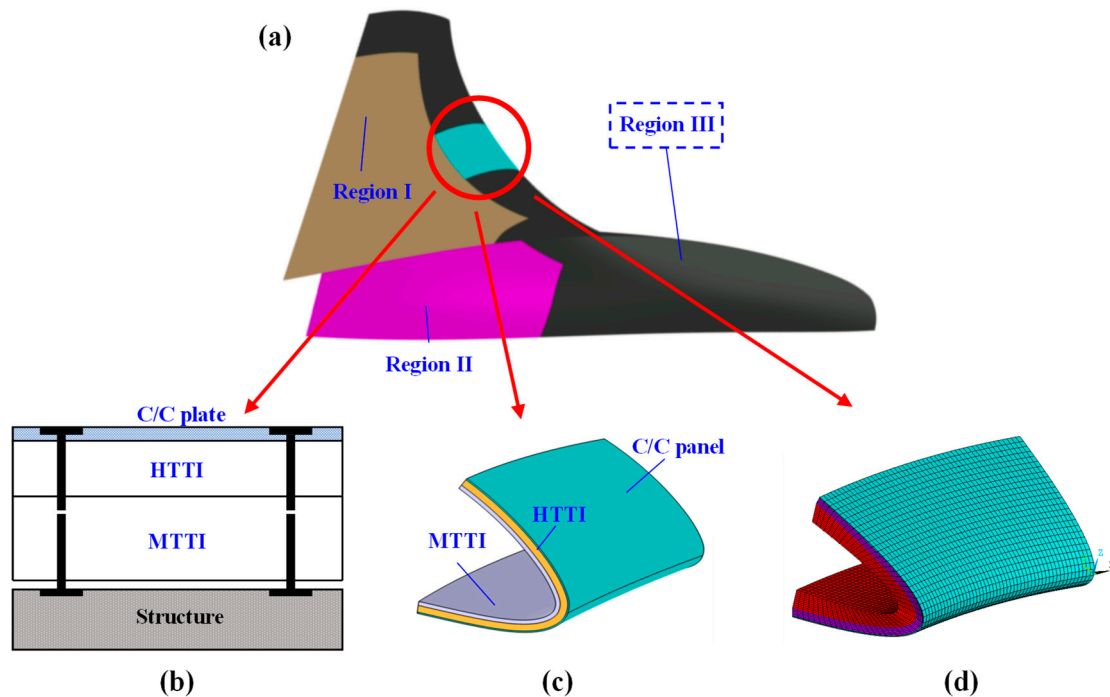 (a)
Region III
Region I
Region II
C/C plate
HTTI
MTTI
Structure
C/C panel
HTTI
MTTI
(b)
(c)
(d)